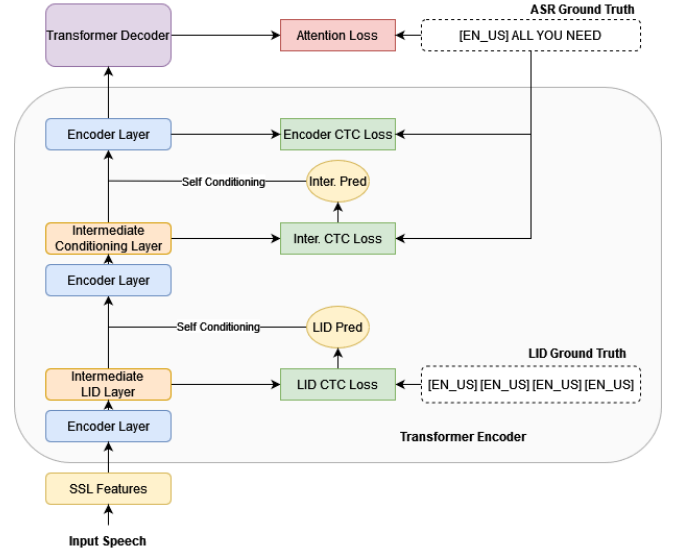 ASR Ground Truth
Transformer Decoder
Attention Loss
[EN_US] ALL YOU NEED
Encoder Layer
Encoder CTC Loss
Self Conditioning
Inter. Pred
Intermediate
Conditioning Layer
Inter. CTC Loss
Encoder Layer
Self Conditioning
LID Pred
LID Ground Truth
Intermediate
LID Layer
LID CTC Loss
[EN_US] [EN_US] [EN_US] [EN_US]
Encoder Layer
Transformer Encoder
SSL Features
Input Speech